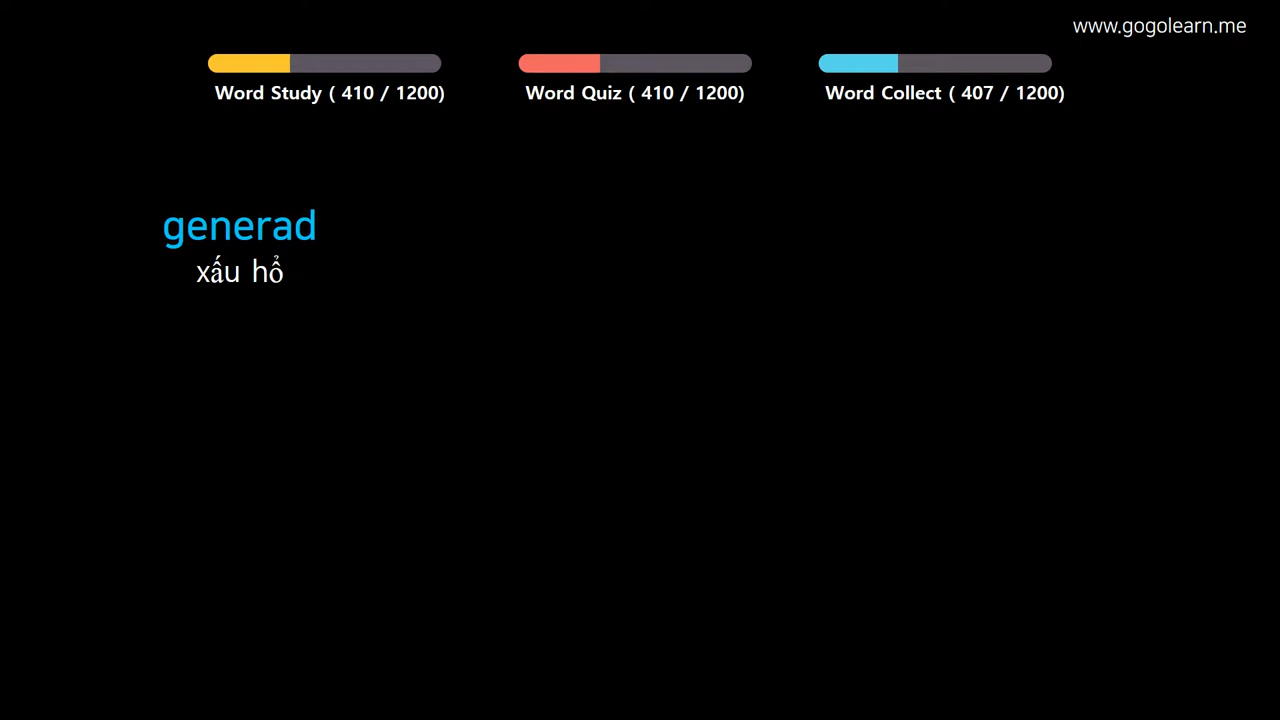 www.gogolearn.me
Word Study ( 410 / 1200)
Word Quiz ( 410 / 1200)
Word Collect ( 407 / 1200)
generad
xấu hổ